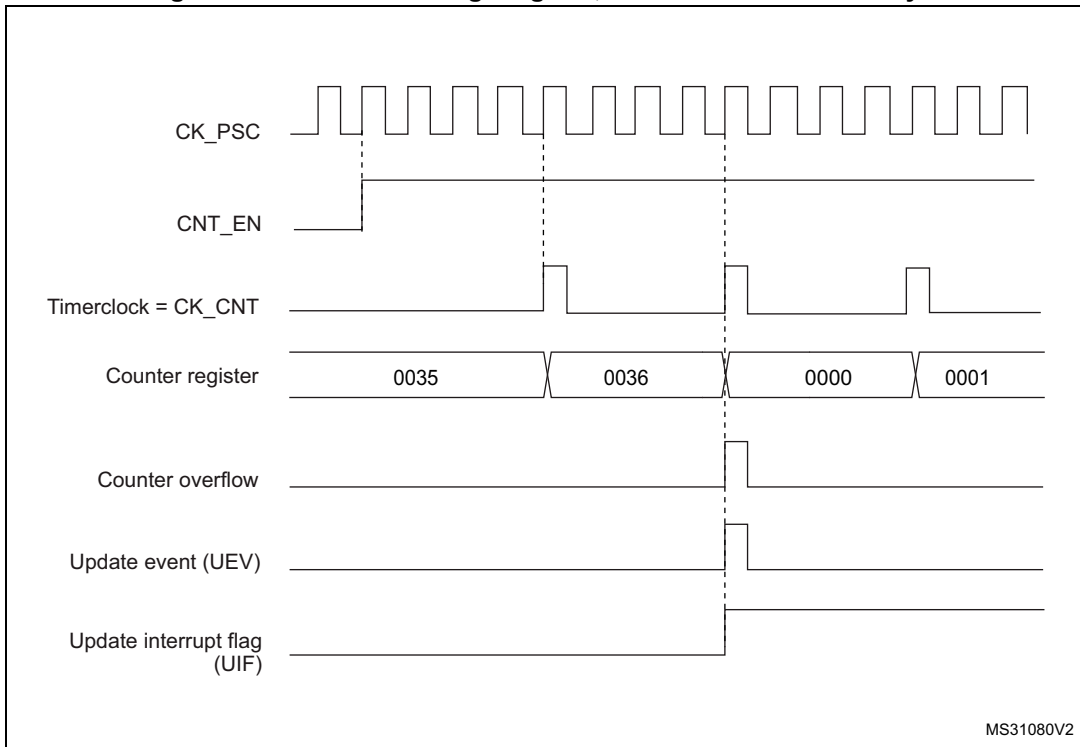 CK_PSC
CNT_EN
Timerclock = CK_CNT
Counter register
0035
0036
0000
0001
Counter overflow
Update event (UEV)
Update interrupt flag
(UIF)
MS31080V2